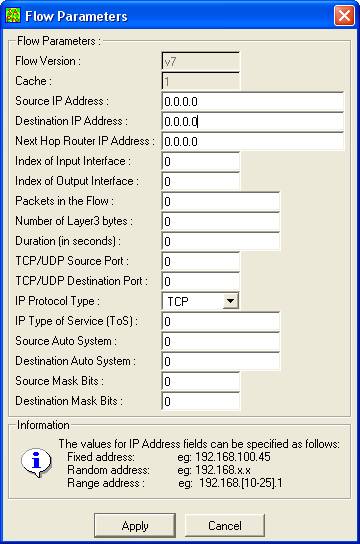 Flow Parameters
Flow Parameters :
Flow Version : v7
Cache : 1
Source IP Address : 0.0.0.0
Destination IP Address : 0.0.0.0
Next Hop Router IP Address : 0.0.0.0
Index of Input Interface : 0
Index of Output Interface : 0
Packets in the Flow : 0
Number of Layer3 bytes : 0
Duration (in seconds) : 0
TCP/UDP Source Port : 0
TCP/UDP Destination Port : 0
IP Protocol Type : TCP
IP Type of Service (ToS) : 0
Source Auto System : 0
Destination Auto System : 0
Source Mask Bits : 0
Destination Mask Bits : 0
Information
The values for IP Address fields can be specified as follows:
Fixed address: eg: 192.168.100.45
Random address: eg: 192.168.x.x
Range address : eg: 192.168.[10-25].1
Apply Cancel